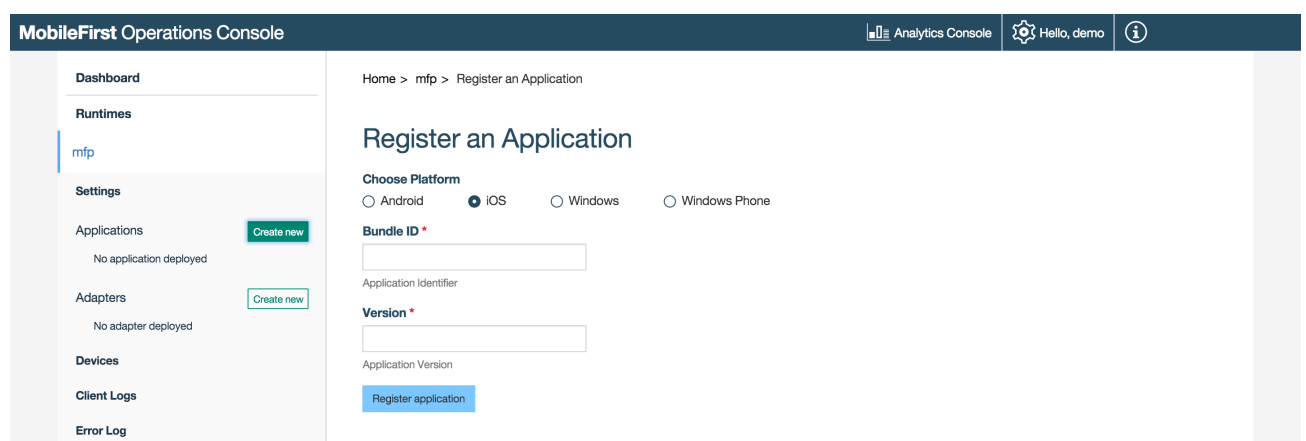 MobileFirst Operations Console
Analytics Console
Hello, demo
Dashboard
Runtimes
mfp
Settings
Applications Create new
No application deployed
Adapters Create new
No adapter deployed
Devices
Client Logs
Error Log
Home > mfp > Register an Application
Register an Application
Choose Platform
Android iOS Windows Windows Phone
Bundle ID *
Application Identifier
Version *
Application Version
Register application